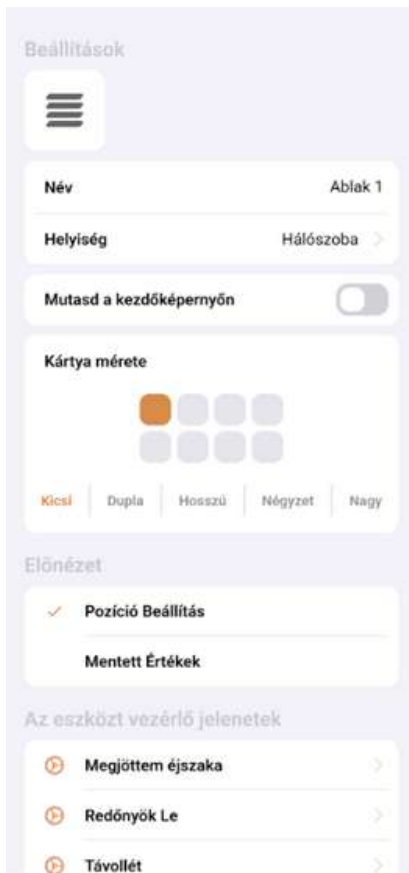 Beállítások
Név Ablak 1
Helyiség Hálószoba
Mutasd a kezdőképernyőn
Kártya mérete
Kicsi Dupla Hosszú Négyzet Nagy
Előnézet
Pozíció Beállítás
Mentett Értékek
Az eszközt vezérlő jelenetek
Megjöttem éjszaka
Redőnyök Le
Távollét